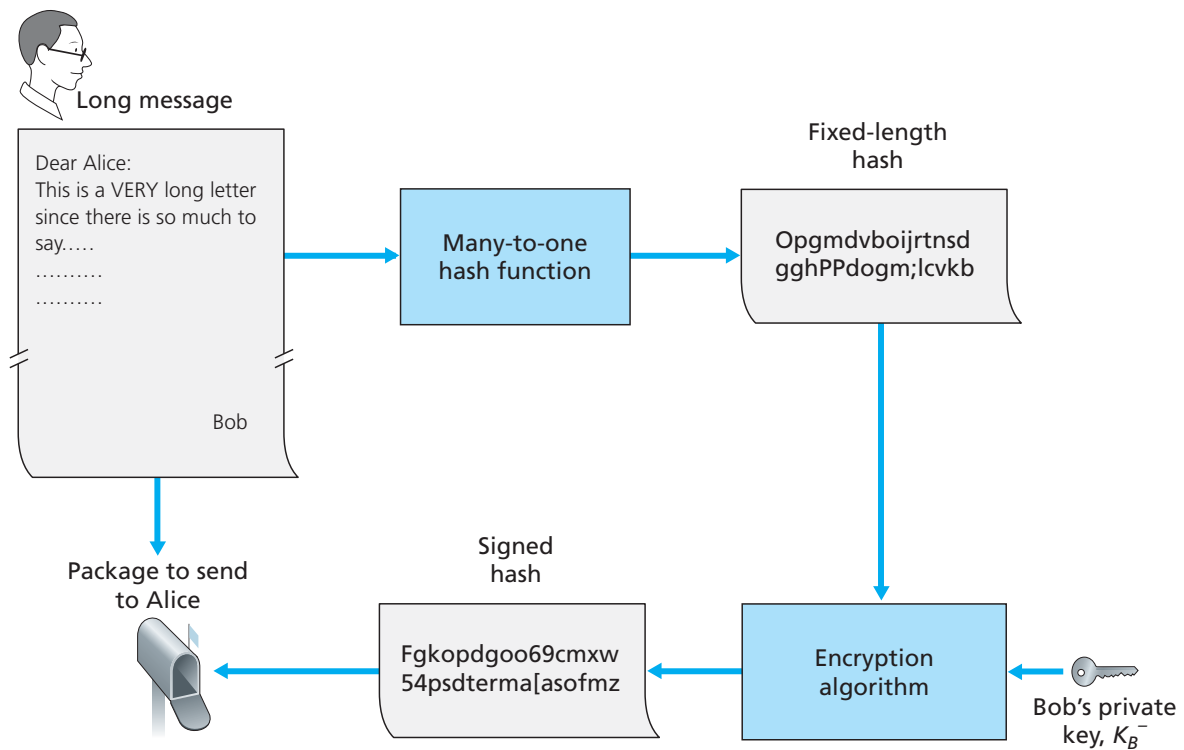 Long message
Dear Alice:
This is a VERY long letter
since there is so much to
say.....
..........
..........
Bob
Many-to-one
hash function
Fixed-length
hash
Opgmdvboijrtnsd
gghPPdogm;lcvkb
Package to send
to Alice
Signed
hash
Fgkopdgoo69cmxw
54psdterma[asofmz
Encryption
algorithm
Bob's private
key, K_B^-